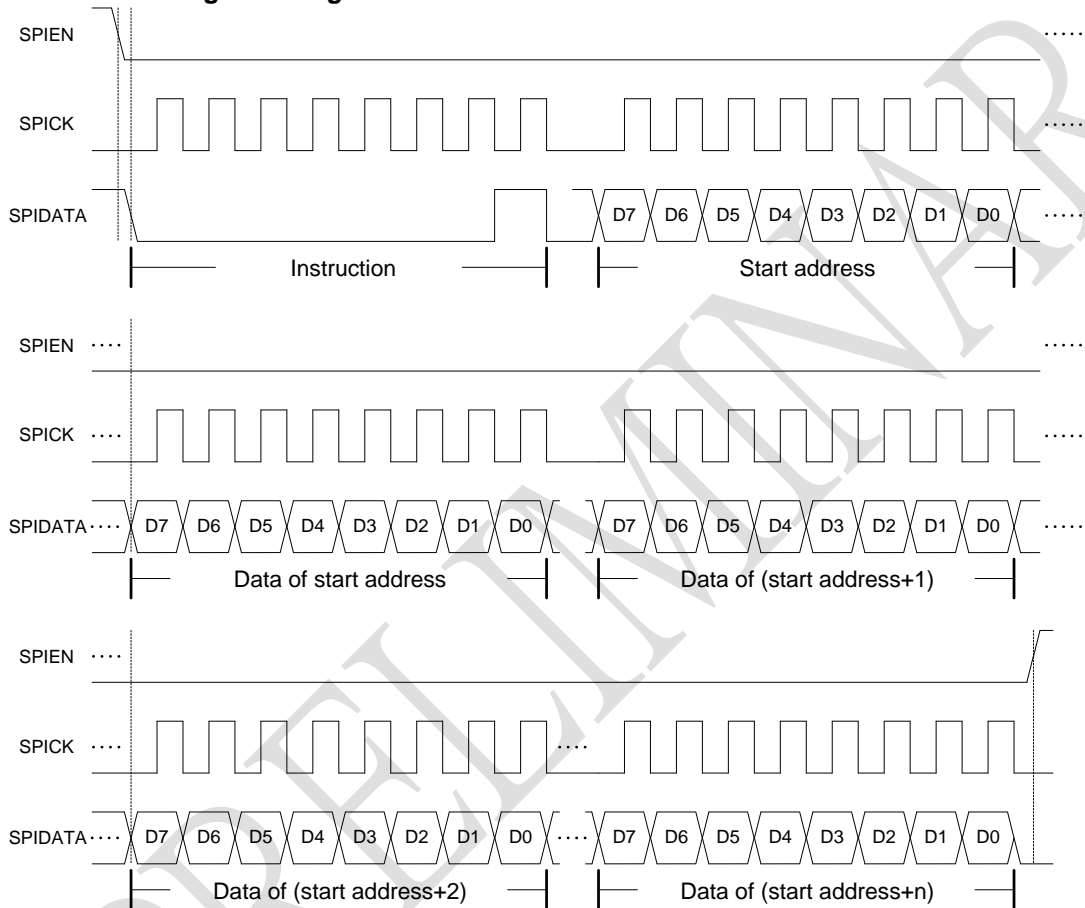 SPIEN ·····
SPICK ·····
SPIDATA D7 D6 D5 D4 D3 D2 D1 D0 ·····
Instruction Start address
SPIEN ···· ·····
SPICK ···· ·····
SPIDATA ···· D7 D6 D5 D4 D3 D2 D1 D0 D7 D6 D5 D4 D3 D2 D1 D0 ·····
Data of start address Data of (start address+1)
SPIEN ····
SPICK ···· ····
SPIDATA ···· D7 D6 D5 D4 D3 D2 D1 D0 ···· D7 D6 D5 D4 D3 D2 D1 D0
Data of (start address+2) Data of (start address+n)
PRELIMINAR